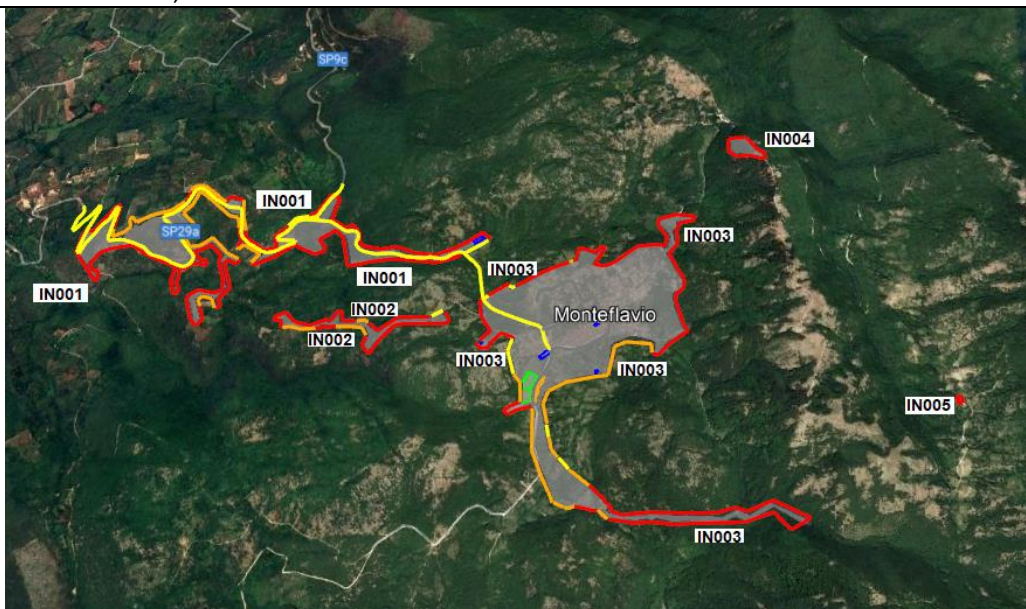 SP9c
IN004
IN001
SP29a
IN003
IN001
IN003
IN001
IN002
Monteflavio
IN002
IN003
IN003
IN005
IN003